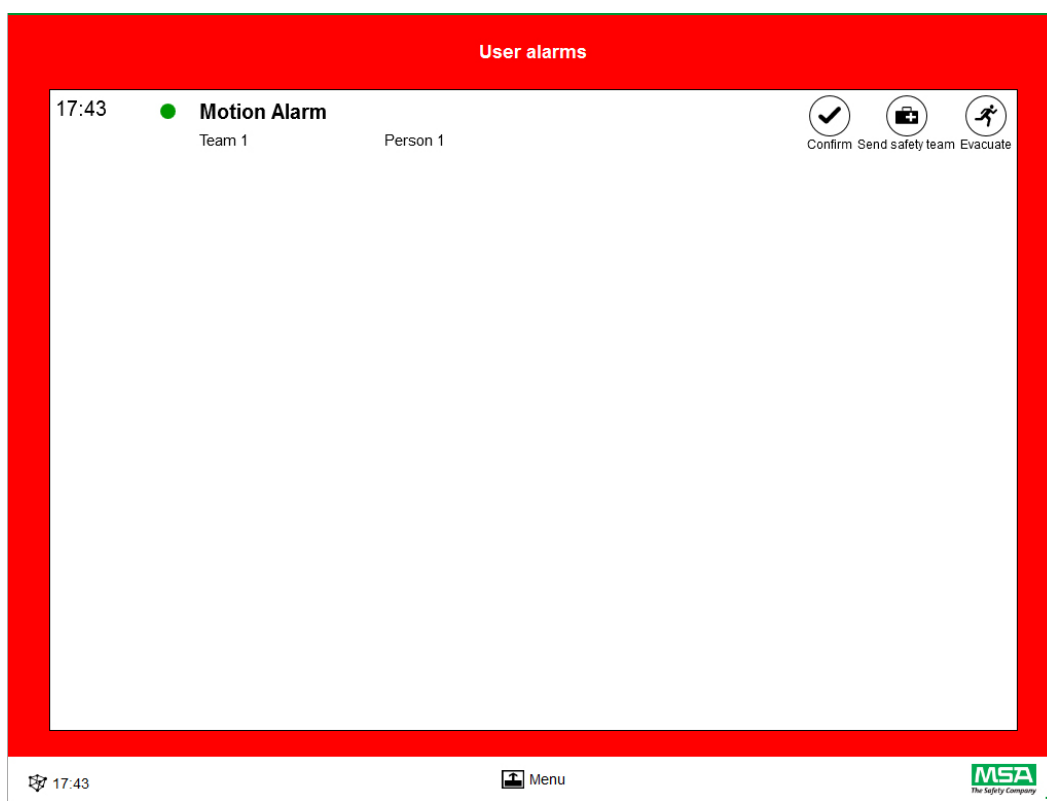 User alarms
17:43 Motion Alarm
Team 1 Person 1
Confirm Send safety team Evacuate
17:43 Menu MSA
The Safety Company